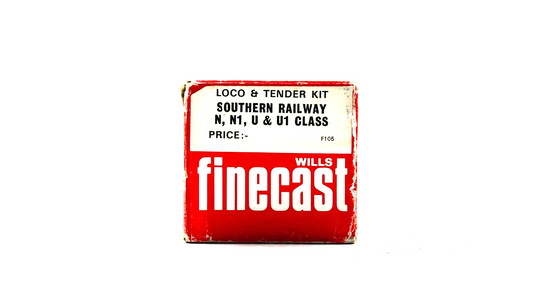 LOCO & TENDER KIT
SOUTHERN RAILWAY
N, N1, U & U1 CLASS
PRICE:-
F105
WILLS
finecast